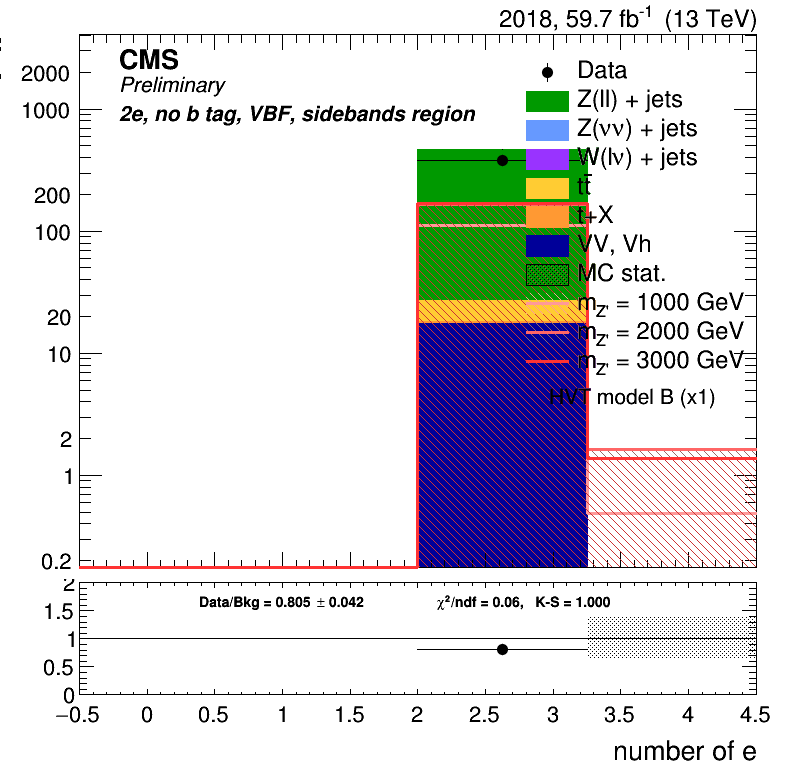 2018, 59.7 fb⁻¹ (13 TeV)
CMS
Preliminary
2e, no b tag, VBF, sidebands region
Data
Z(ll) + jets
Z(νν) + jets
W(lν) + jets
tt̄
t+X
VV, Vh
MC stat.
m_Z' = 1000 GeV
m_Z' = 2000 GeV
m_Z' = 3000 GeV
HVT model B (x1)
2000
1000
200
100
20
10
2
1
0.2
Data/Bkg = 0.805 ± 0.042
χ²/ndf = 0.06, K-S = 1.000
2
1.5
1
0.5
0
−0.5 0 0.5 1 1.5 2 2.5 3 3.5 4 4.5
number of e